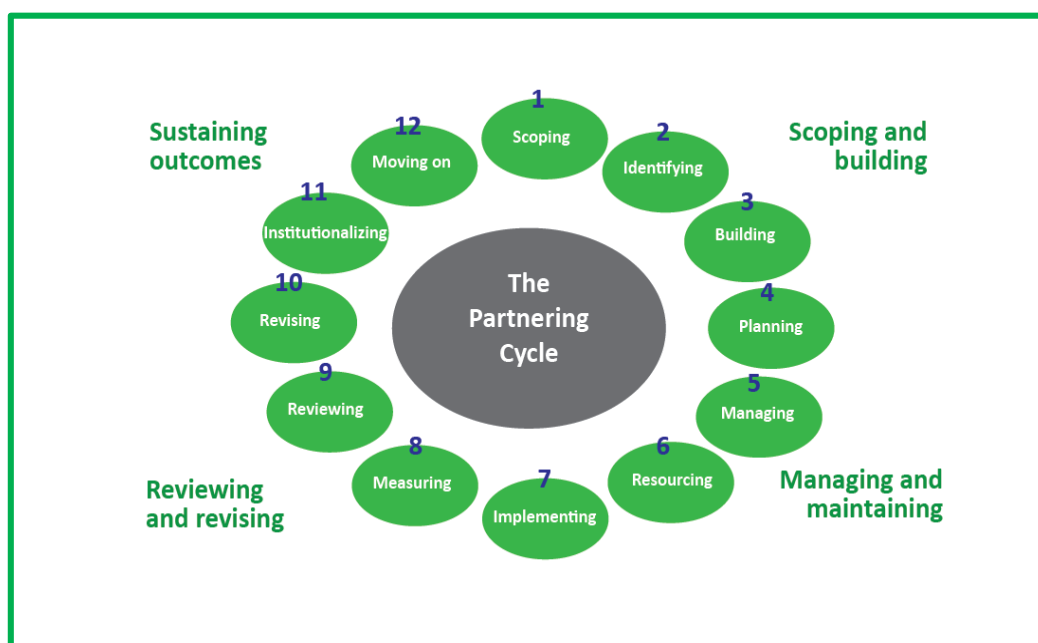 The
Partnering
Cycle
1
Scoping
2
Identifying
3
Building
4
Planning
5
Managing
6
Resourcing
7
Implementing
8
Measuring
9
Reviewing
10
Revising
11
Institutionalizing
12
Moving on
Scoping and
building
Managing and
maintaining
Reviewing
and revising
Sustaining
outcomes